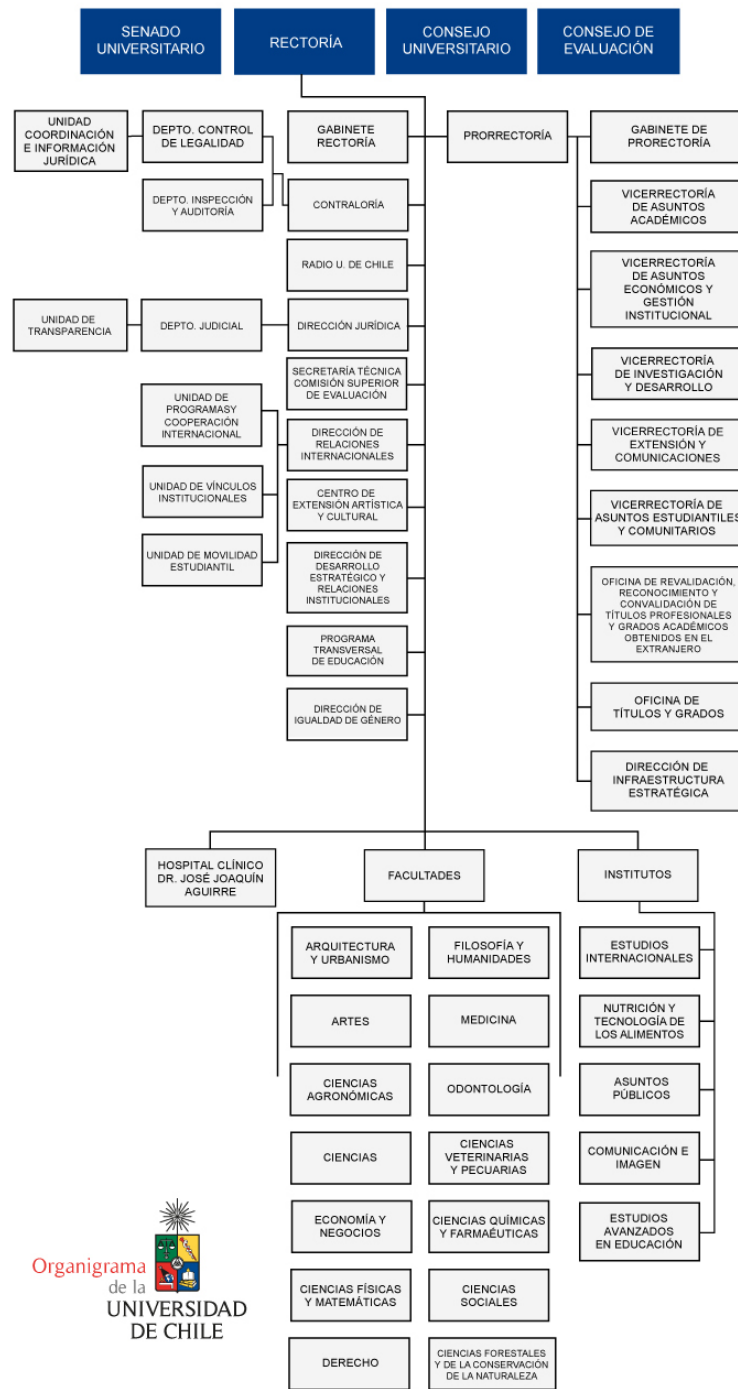 SENADO
UNIVERSITARIO
RECTORÍA
CONSEJO
UNIVERSITARIO
CONSEJO DE
EVALUACIÓN
UNIDAD
COORDINACIÓN
E INFORMACIÓN
JURÍDICA
DEPTO. CONTROL
DE LEGALIDAD
GABINETE
RECTORÍA
PRORRECTORÍA
GABINETE DE
PRORECTORÍA
DEPTO. INSPECCIÓN
Y AUDITORÍA
CONTRALORÍA
VICERRECTORÍA
DE ASUNTOS
ACADÉMICOS
RADIO U. DE CHILE
VICERRECTORÍA
DE ASUNTOS
ECONÓMICOS Y
GESTIÓN
INSTITUCIONAL
UNIDAD DE
TRANSPARENCIA
DEPTO. JUDICIAL
DIRECCIÓN JURÍDICA
SECRETARÍA TÉCNICA
COMISIÓN SUPERIOR
DE EVALUACIÓN
VICERRECTORÍA
DE INVESTIGACIÓN
Y DESARROLLO
UNIDAD DE
PROGRAMASY
COOPERACIÓN
INTERNACIONAL
DIRECCIÓN DE
RELACIONES
INTERNACIONALES
VICERRECTORÍA DE
EXTENSIÓN Y
COMUNICACIONES
UNIDAD DE VÍNCULOS
INSTITUCIONALES
CENTRO DE
EXTENSIÓN ARTÍSTICA
Y CULTURAL
VICERRECTORÍA DE
ASUNTOS ESTUDIANTILES
Y COMUNITARIOS
UNIDAD DE MOVILIDAD
ESTUDIANTIL
DIRECCIÓN DE
DESARROLLO
ESTRATÉGICO Y
RELACIONES
INSTITUCIONALES
OFICINA DE REVALIDACIÓN,
RECONOCIMIENTO Y
CONVALIDACIÓN DE
TÍTULOS PROFESIONALES
Y GRADOS ACADÉMICOS
OBTENIDOS EN EL
EXTRANJERO
PROGRAMA
TRANSVERSAL
DE EDUCACIÓN
DIRECCIÓN DE
IGUALDAD DE GÉNERO
OFICINA DE
TÍTULOS Y GRADOS
DIRECCIÓN DE
INFRAESTRUCTURA
ESTRATÉGICA
HOSPITAL CLÍNICO
DR. JOSÉ JOAQUÍN
AGUIRRE
FACULTADES
INSTITUTOS
ARQUITECTURA
Y URBANISMO
FILOSOFÍA Y
HUMANIDADES
ESTUDIOS
INTERNACIONALES
ARTES
MEDICINA
NUTRICIÓN Y
TECNOLOGÍA DE
LOS ALIMENTOS
CIENCIAS
AGRONÓMICAS
ODONTOLOGÍA
ASUNTOS
PÚBLICOS
CIENCIAS
CIENCIAS
VETERINARIAS
Y PECUARIAS
COMUNICACIÓN E
IMAGEN
ECONOMÍA Y
NEGOCIOS
CIENCIAS QUÍMICAS
Y FARMAÉUTICAS
ESTUDIOS
AVANZADOS
EN EDUCACIÓN
CIENCIAS FÍSICAS
Y MATEMÁTICAS
CIENCIAS
SOCIALES
DERECHO
CIENCIAS FORESTALES
Y DE LA CONSERVACIÓN
DE LA NATURALEZA
Organigrama
de la
UNIVERSIDAD
DE CHILE